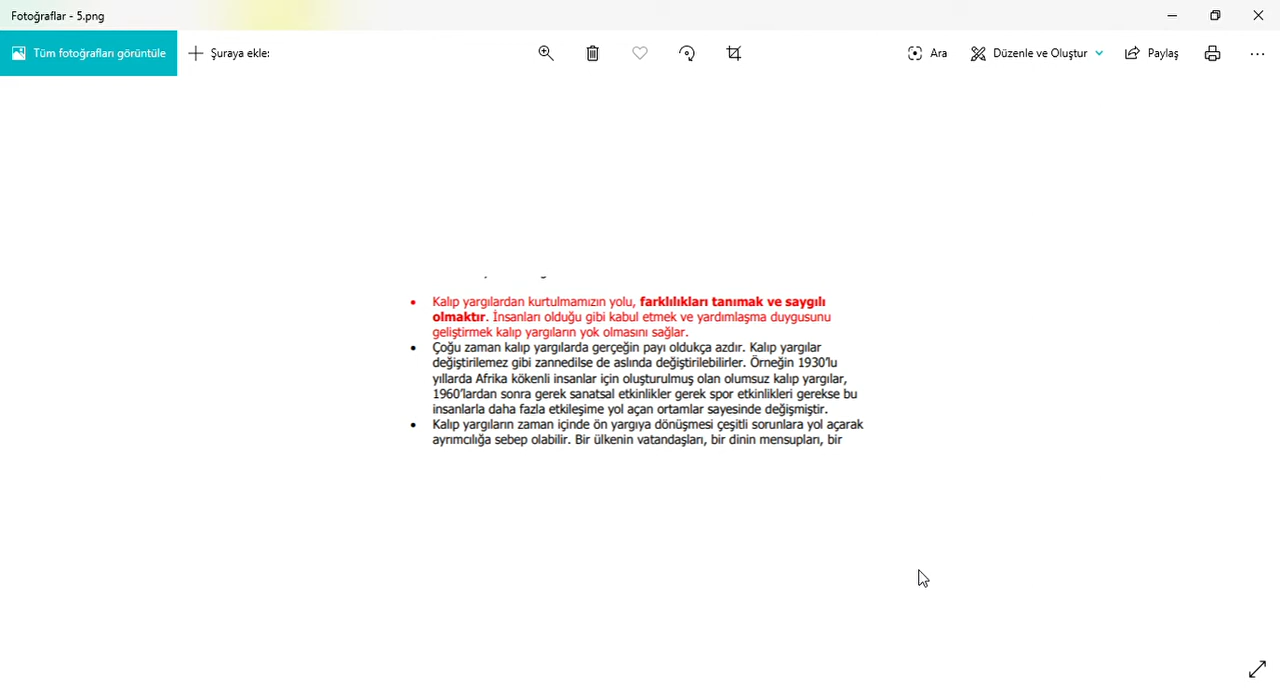 Fotoğraflar - 5.png
Tüm fotoğrafları görüntüle
Şuraya ekle:
Ara
Düzenle ve Oluştur
Paylaş
• Kalıp yargılardan kurtulmamızın yolu, farklılıkları tanımak ve saygılı
olmaktır. İnsanları olduğu gibi kabul etmek ve yardımlaşma duygusunu
geliştirmek kalıp yargıların yok olmasını sağlar.
• Çoğu zaman kalıp yargılarda gerçeğin payı oldukça azdır. Kalıp yargılar
değiştirilemez gibi zannedilse de aslında değiştirilebilirler. Örneğin 1930'lu
yıllarda Afrika kökenli insanlar için oluşturulmuş olan olumsuz kalıp yargılar,
1960'lardan sonra gerek sanatsal etkinlikler gerek spor etkinlikleri gerekse bu
insanlarla daha fazla etkileşime yol açan ortamlar sayesinde değişmiştir.
• Kalıp yargıların zaman içinde ön yargıya dönüşmesi çeşitli sorunlara yol açarak
ayrımcılığa sebep olabilir. Bir ülkenin vatandaşları, bir dinin mensupları, bir